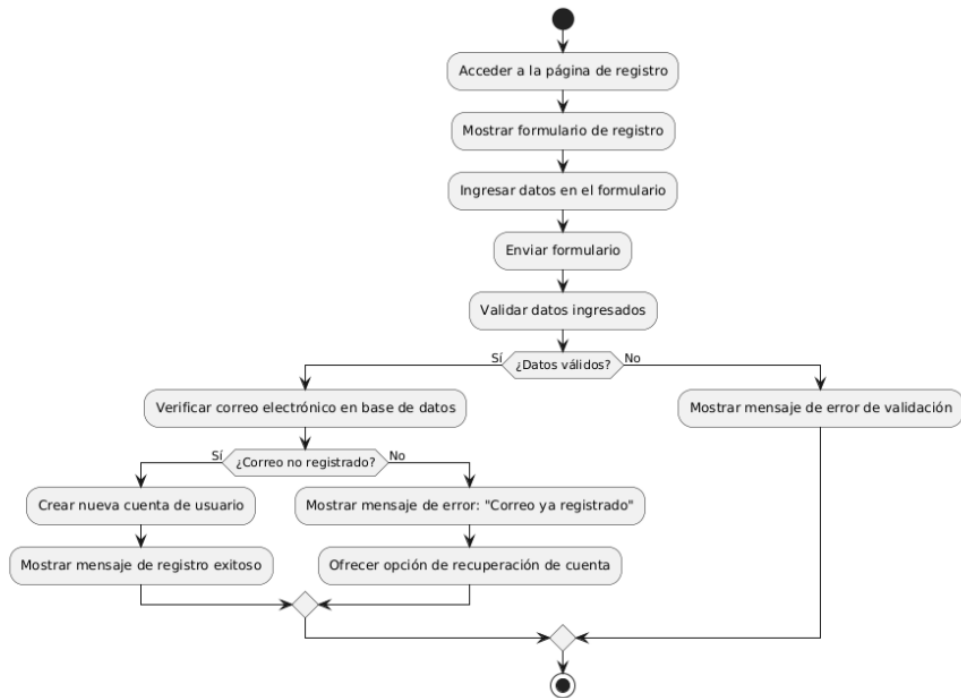 Acceder a la página de registro
Mostrar formulario de registro
Ingresar datos en el formulario
Enviar formulario
Validar datos ingresados
Sí
¿Datos válidos?
No
Verificar correo electrónico en base de datos
Mostrar mensaje de error de validación
Sí
¿Correo no registrado?
No
Crear nueva cuenta de usuario
Mostrar mensaje de error: "Correo ya registrado"
Mostrar mensaje de registro exitoso
Ofrecer opción de recuperación de cuenta